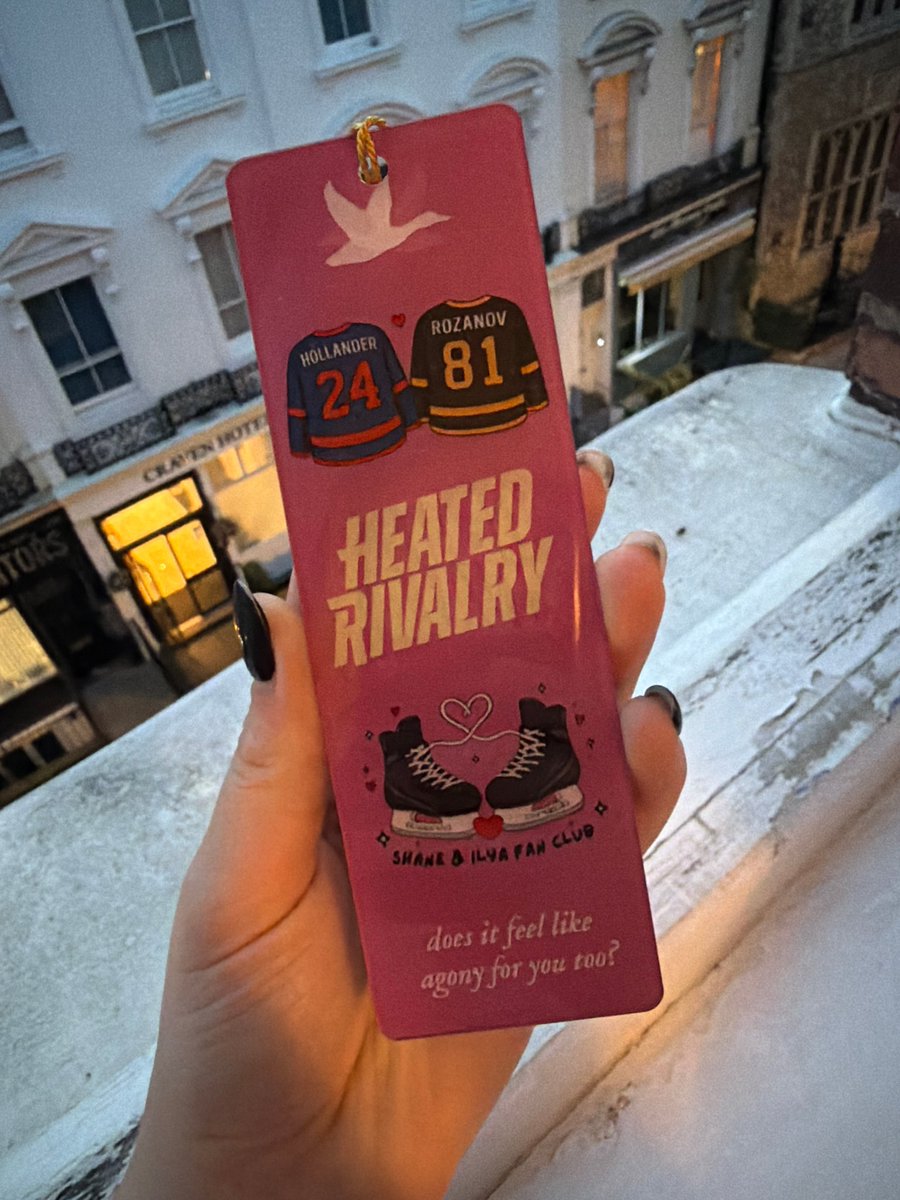 HOLLANDER
24
ROZANOV
81
HEATED
RIVALRY
SHANE & ILYA FAN CLUB
does it feel like
agony for you too?
CRAVEN HOTEL
ITORS